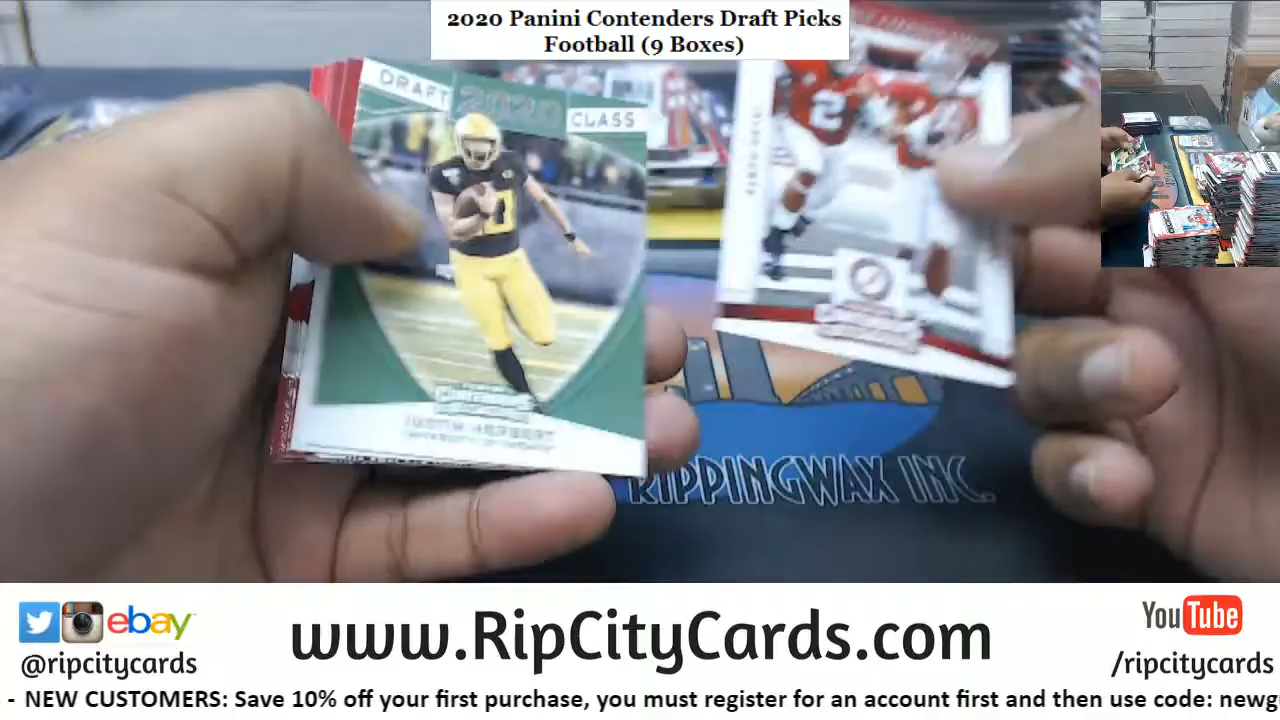 2020 Panini Contenders Draft Picks
Football (9 Boxes)
DRAFT 2020 CLASS
JUSTIN HERBERT
RIPPINGWAX INC.
ebay
@ripcitycards
www.RipCityCards.com
YouTube
/ripcitycards
- NEW CUSTOMERS: Save 10% off your first purchase, you must register for an account first and then use code: newg